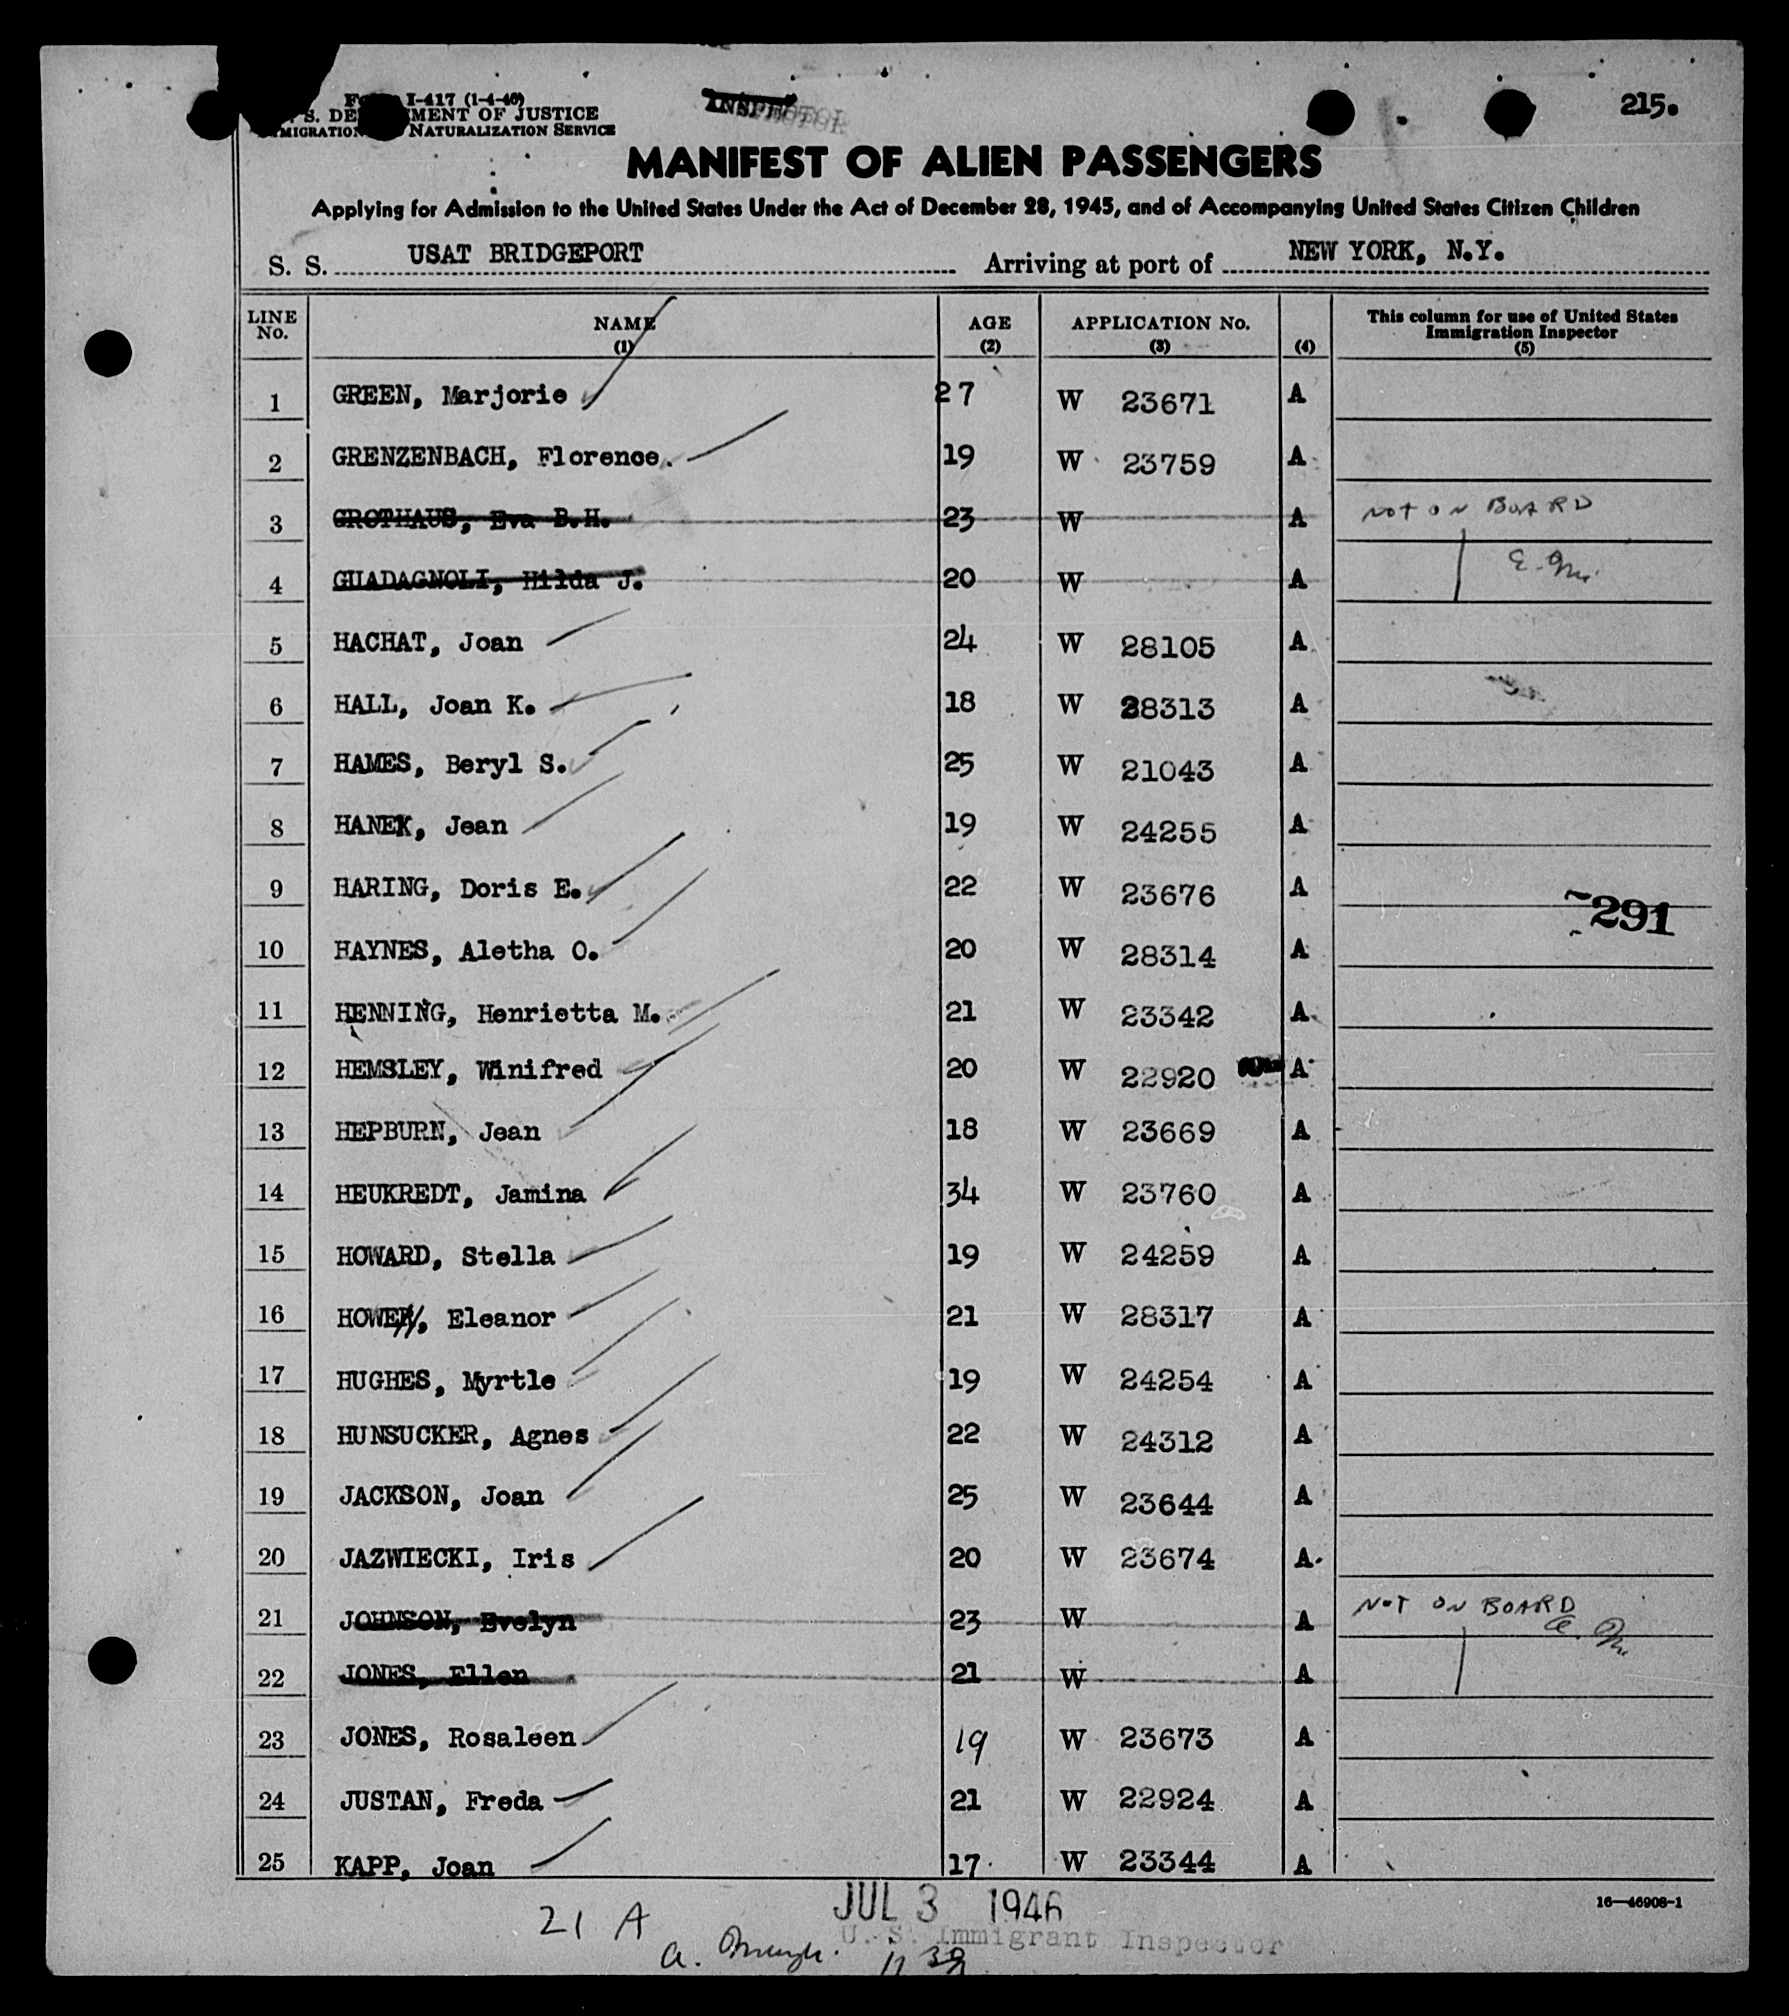 I-417 (1-4-46)
215.
S. DE MENT OF JUSTICE
MIGRATION NATURALIZATION SERVICE
INSPECTOR
MANIFEST OF ALIEN PASSENGERS
Applying for Admission to the United States Under the Act of December 28, 1945, and of Accompanying United States Citizen Children
S. S. USAT BRIDGEPORT Arriving at port of NEW YORK, N.Y.
LINE No. NAME (1) AGE (2) APPLICATION No. (3) (4) This column for use of United States Immigration Inspector (5)
1 GREEN, Marjorie 27 W 23671 A
2 GRENZENBACH, Florence. 19 W 23759 A
3 GROTHAUS, Eva B.H. 23 W A NOT ON BOARD
4 GUADAGNOLI, Hilda J. 20 W A
5 HACHAT, Joan 24 W 28105 A
6 HALL, Joan K. 18 W 28313 A
7 HAMES, Beryl S. 25 W 21043 A
8 HANEK, Jean 19 W 24255 A
9 HARING, Doris E. 22 W 23676 A
291
10 HAYNES, Aletha O. 20 W 28314 A
11 HENNING, Henrietta M. 21 W 23342 A
12 HEMSLEY, Winifred 20 W 22920 A
13 HEPBURN, Jean 18 W 23669 A
14 HEUKREDT, Jamina 34 W 23760 A
15 HOWARD, Stella 19 W 24259 A
16 HOWER, Eleanor 21 W 28317 A
17 HUGHES, Myrtle 19 W 24254 A
18 HUNSUCKER, Agnes 22 W 24312 A
19 JACKSON, Joan 25 W 23644 A
20 JAZWIECKI, Iris 20 W 23674 A
21 JOHNSON, Evelyn 23 W A NOT ON BOARD
22 JONES, Ellen 21 W A
23 JONES, Rosaleen 19 W 23673 A
24 JUSTAN, Freda 21 W 22924 A
25 KAPP, Joan 17 W 23344 A
16—46908-1
21 A JUL 3 1946
U. S. Immigrant Inspector